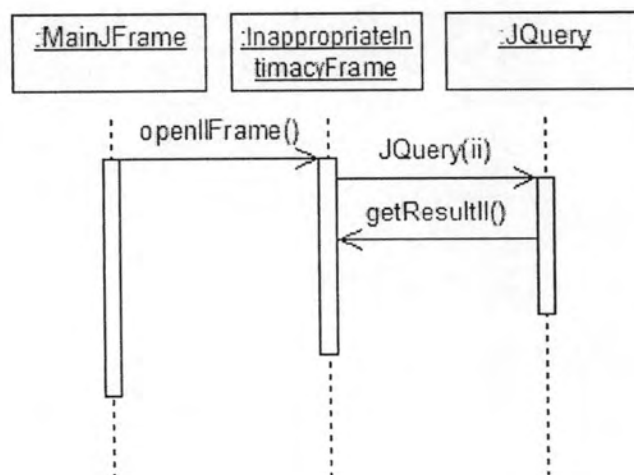 :MainJFrame
:InappropriateIn
timacyFrame
:JQuery
openIIFrame()
JQuery(ii)
getResultII()